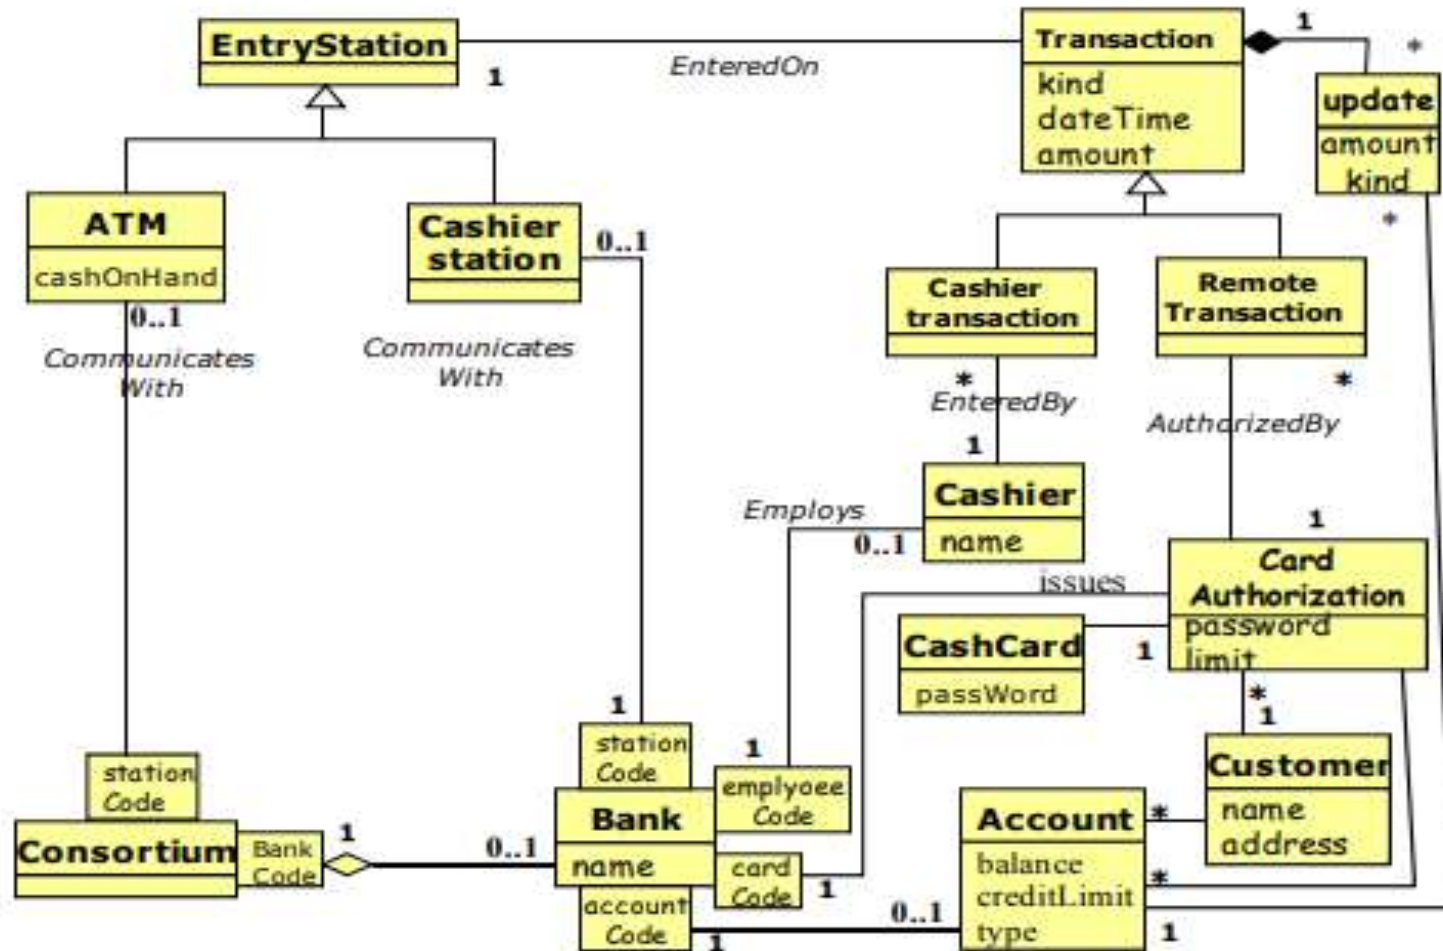 EntryStation
1
EnteredOn
Transaction
kind
dateTime
amount
1
*
update
amount
kind
*
ATM
cashOnHand
0..1
Communicates
With
Cashier
station
0..1
Communicates
With
Cashier
transaction
*
EnteredBy
1
Remote
Transaction
*
AuthorizedBy
1
Employs
0..1
Cashier
name
issues
Card
Authorization
password
limit
CashCard
passWord
1
*
1
Customer
name
address
1
station
Code
1
emplyoee
Code
station
Code
Consortium
Bank
Code
1
0..1
Bank
name
card
Code
1
account
Code
1
0..1
Account
balance
creditLimit
type
*
*
1